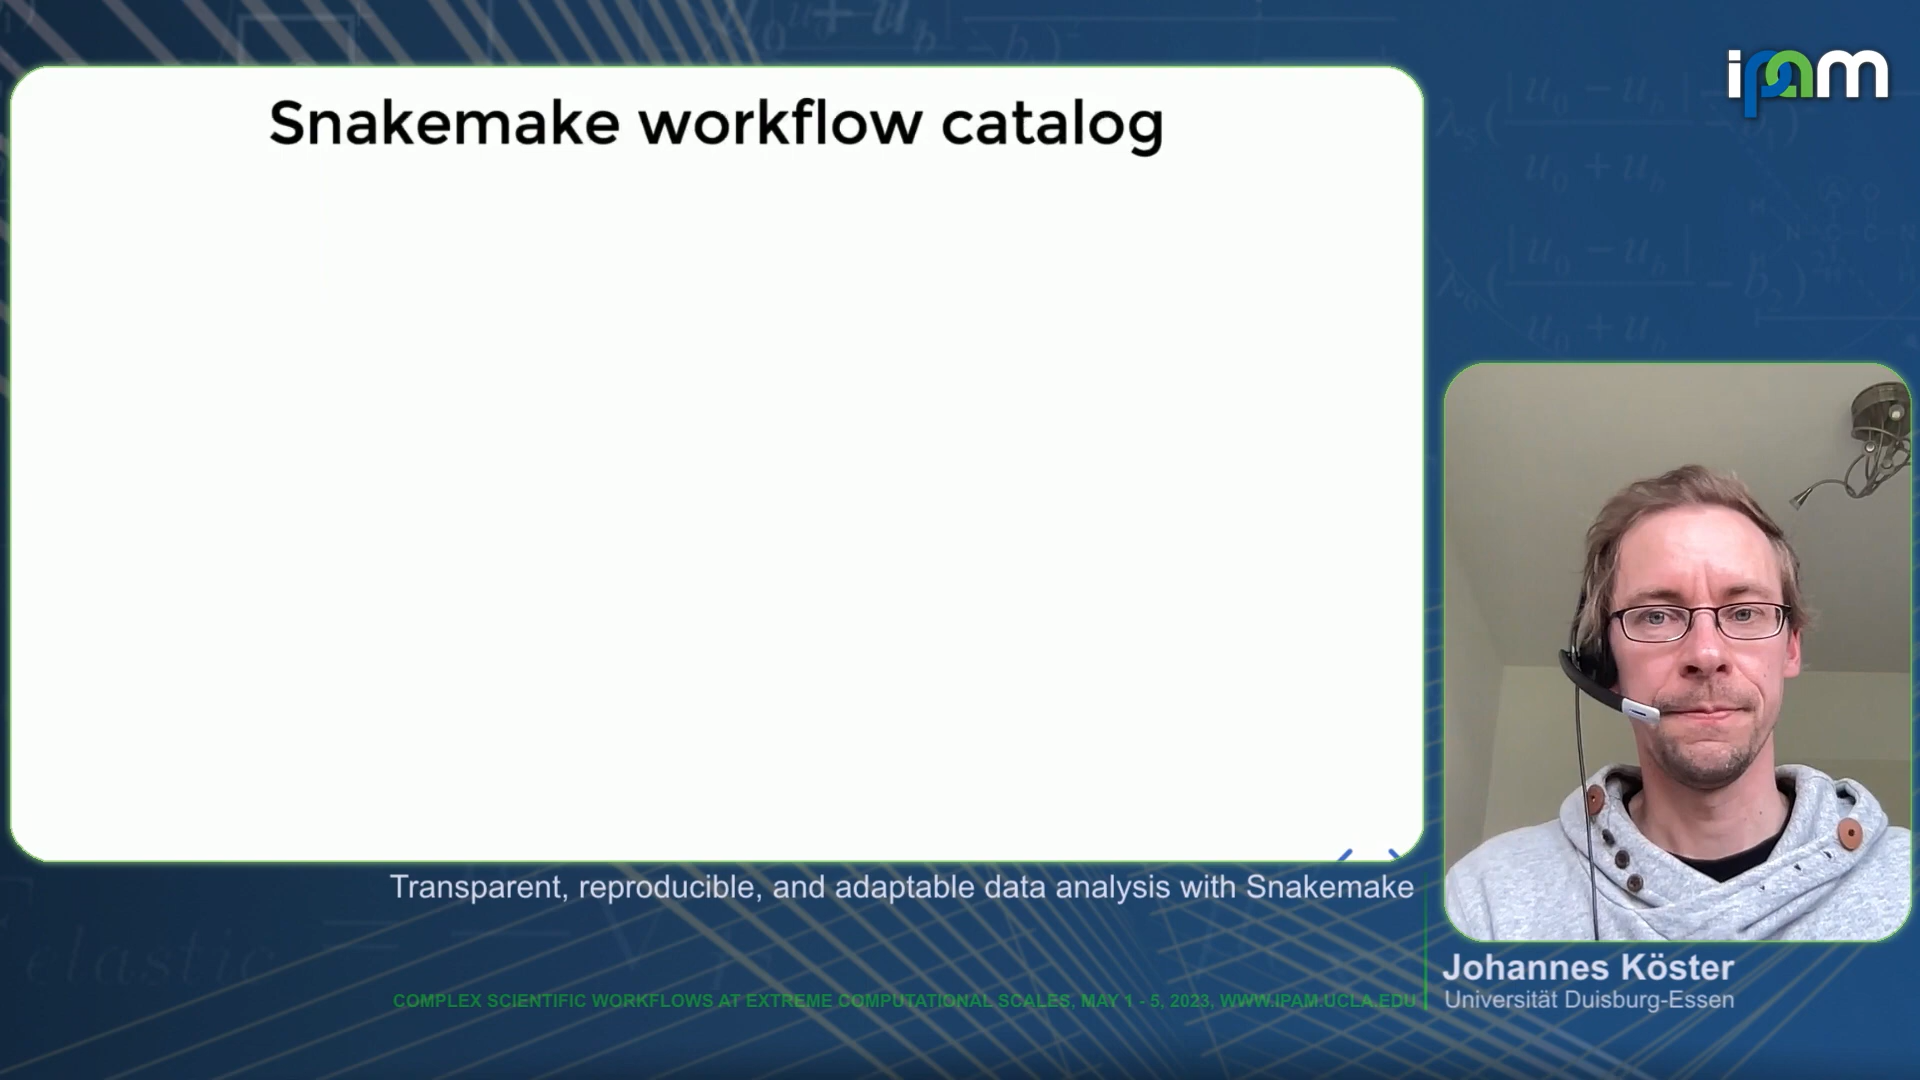 ipam
Snakemake workflow catalog
Transparent, reproducible, and adaptable data analysis with Snakemake
COMPLEX SCIENTIFIC WORKFLOWS AT EXTREME COMPUTATIONAL SCALES, MAY 1 - 5, 2023, WWW.IPAM.UCLA.EDU
Johannes Köster
Universität Duisburg-Essen
elastic